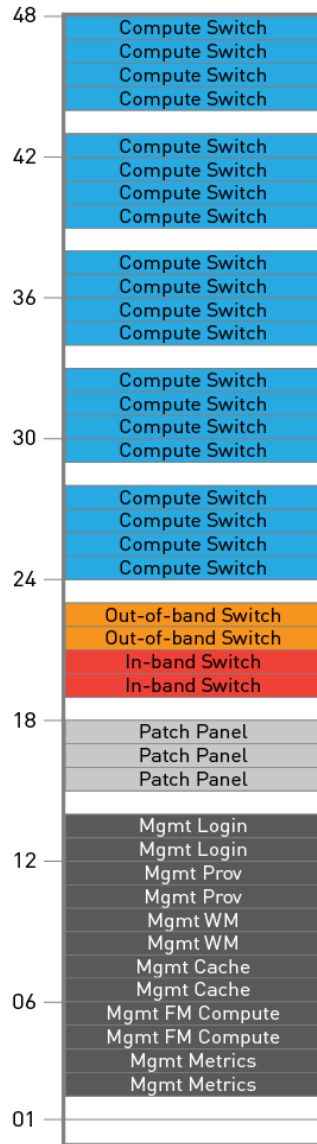 48
Compute Switch
Compute Switch
Compute Switch
Compute Switch
Compute Switch
42
Compute Switch
Compute Switch
Compute Switch
Compute Switch
Compute Switch
36
Compute Switch
Compute Switch
Compute Switch
Compute Switch
30
Compute Switch
Compute Switch
Compute Switch
Compute Switch
Compute Switch
Compute Switch
24
Out-of-band Switch
Out-of-band Switch
In-band Switch
In-band Switch
18
Patch Panel
Patch Panel
Patch Panel
Mgmt Login
Mgmt Login
12
Mgmt Prov
Mgmt Prov
Mgmt WM
Mgmt WM
Mgmt Cache
Mgmt Cache
06
Mgmt FM Compute
Mgmt FM Compute
Mgmt Metrics
Mgmt Metrics
01